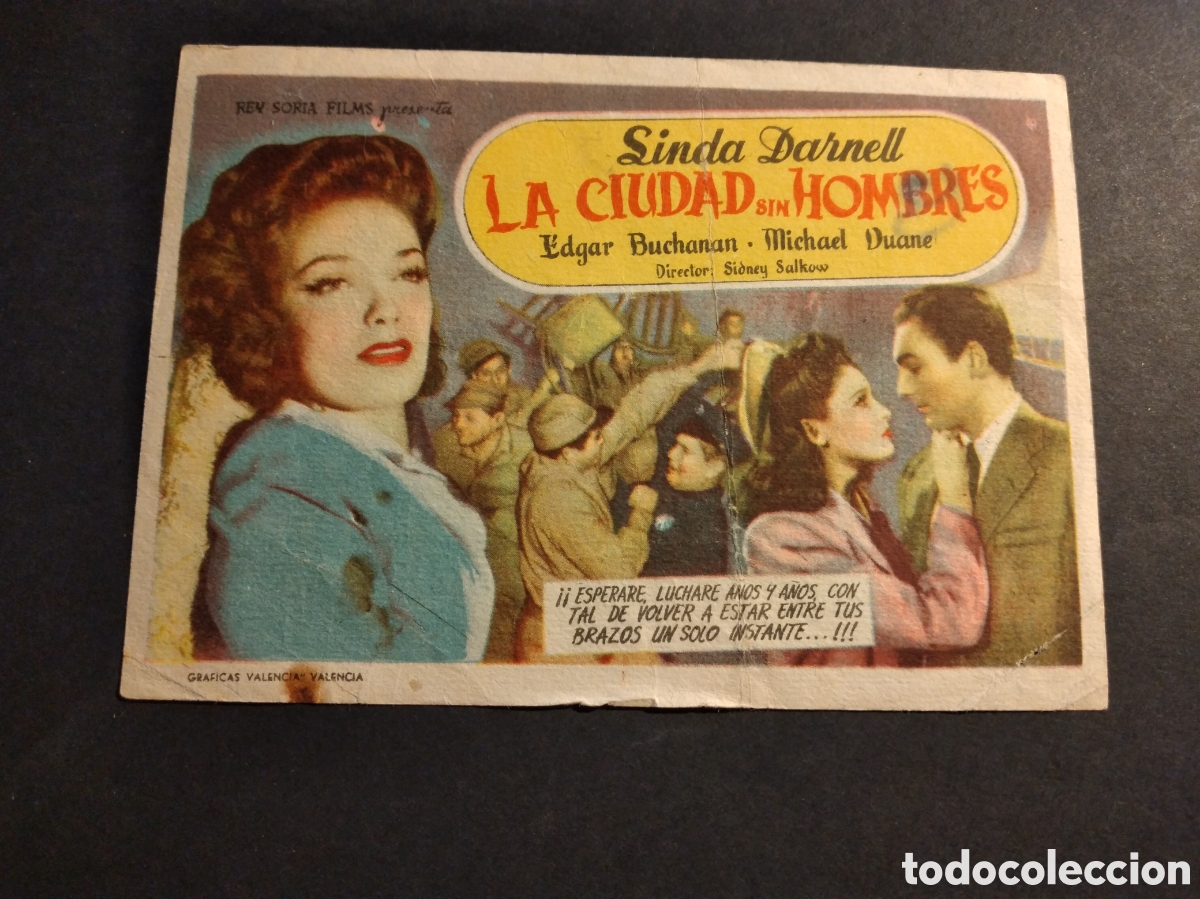 REY SORIA FILMS presenta
Linda Darnell
LA CIUDAD SIN HOMBRES
Edgar Buchanan · Michael Duane
Director: Sidney Salkow
¡¡ESPERARE, LUCHARE AÑOS Y AÑOS, CON
TAL DE VOLVER A ESTAR ENTRE TUS
BRAZOS UN SOLO INSTANTE...!!!
GRAFICAS VALENCIA- VALENCIA
todocoleccion